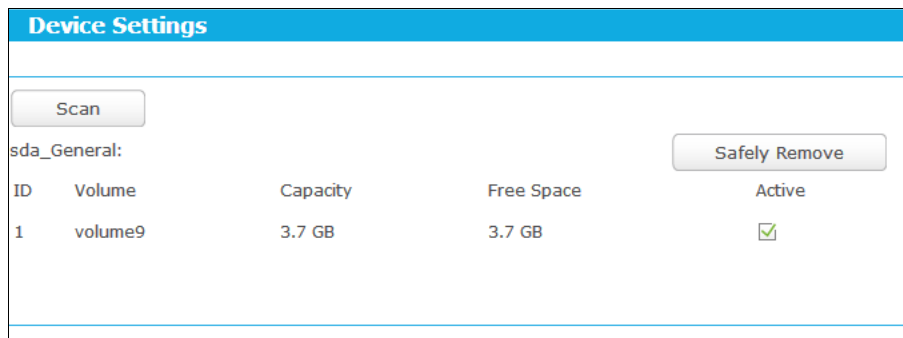 Device Settings
Scan
sda_General: Safely Remove
ID Volume Capacity Free Space Active
1 volume9 3.7 GB 3.7 GB